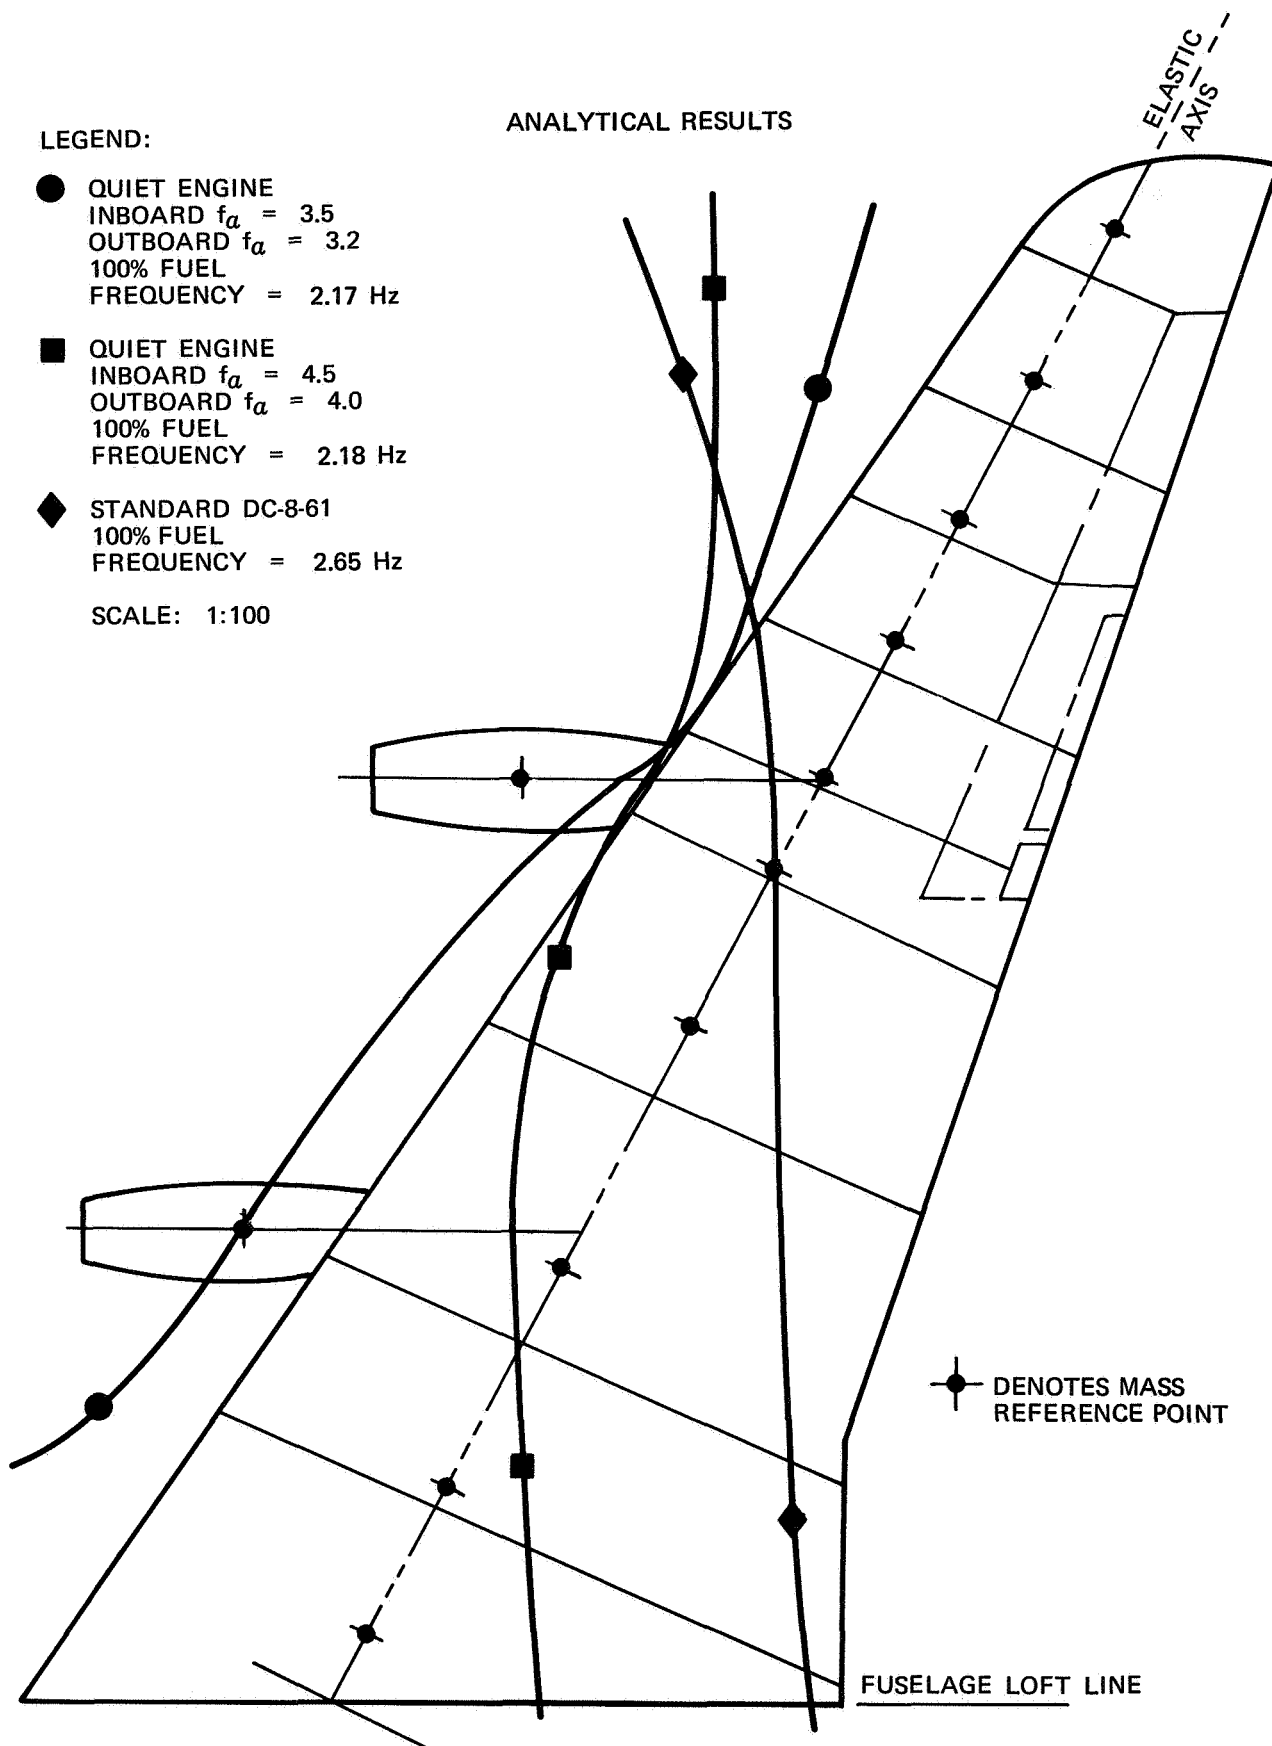 ELASTIC
AXIS
ANALYTICAL RESULTS
LEGEND:
QUIET ENGINE
INBOARD fα = 3.5
OUTBOARD fα = 3.2
100% FUEL
FREQUENCY = 2.17 Hz
QUIET ENGINE
INBOARD fα = 4.5
OUTBOARD fα = 4.0
100% FUEL
FREQUENCY = 2.18 Hz
STANDARD DC-8-61
100% FUEL
FREQUENCY = 2.65 Hz
SCALE: 1:100
DENOTES MASS
REFERENCE POINT
FUSELAGE LOFT LINE